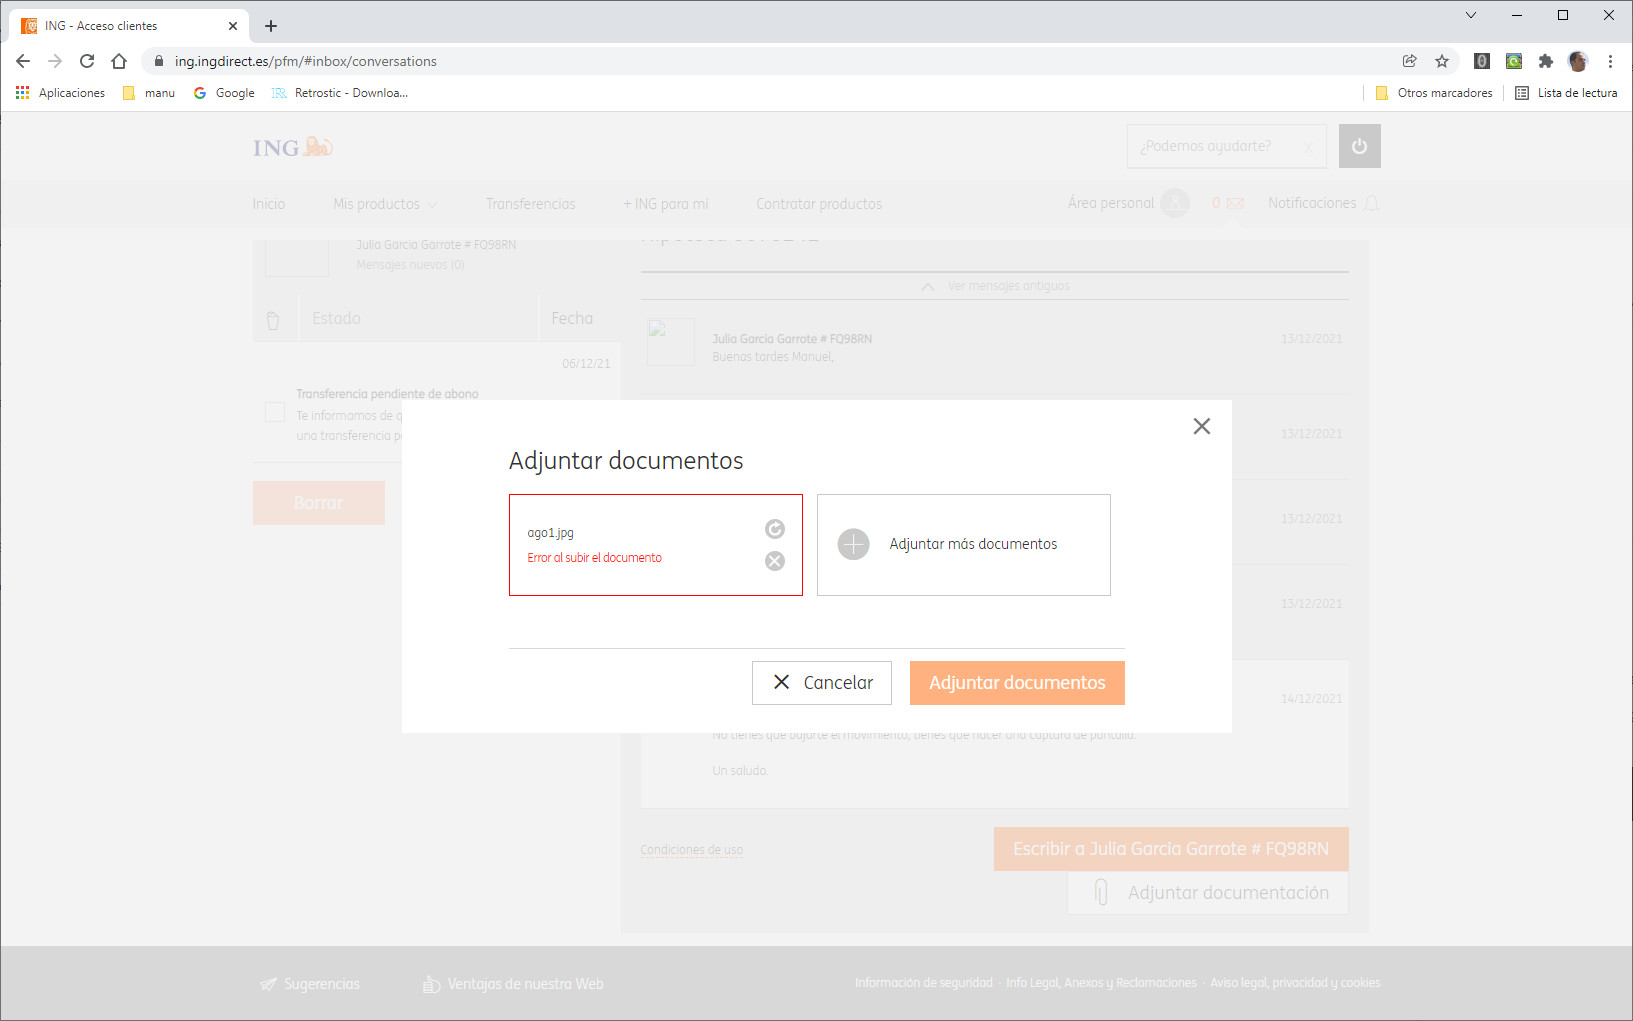 ING - Acceso clientes
ing.ingdirect.es/pfm/#inbox/conversations
Aplicaciones
manu
Google
Retrostic - Downloa...
Otros marcadores
Lista de lectura
ING
¿Podemos ayudarte?
Inicio
Mis productos
Transferencias
+ ING para mí
Contratar productos
Área personal
0
Notificaciones
Julia Garcia Garrote # FQ98RN
Mensajes nuevos (0)
Estado
Fecha
06/12/21
Transferencia pendiente de abono
Te informamos de q
una transferencia p
Borrar
Ver mensajes antiguos
Julia Garcia Garrote # FQ98RN
13/12/2021
Buenas tardes Manuel,
13/12/2021
13/12/2021
13/12/2021
14/12/2021
Adjuntar documentos
ago1.jpg
Error al subir el documento
Adjuntar más documentos
Cancelar
Adjuntar documentos
No tienes que bajarte el movimiento, tienes que hacer una captura de pantalla.
Un saludo.
Condiciones de uso
Escribir a Julia Garcia Garrote # FQ98RN
Adjuntar documentación
Sugerencias
Ventajas de nuestra Web
Información de seguridad · Info Legal, Anexos y Reclamaciones · Aviso legal, privacidad y cookies